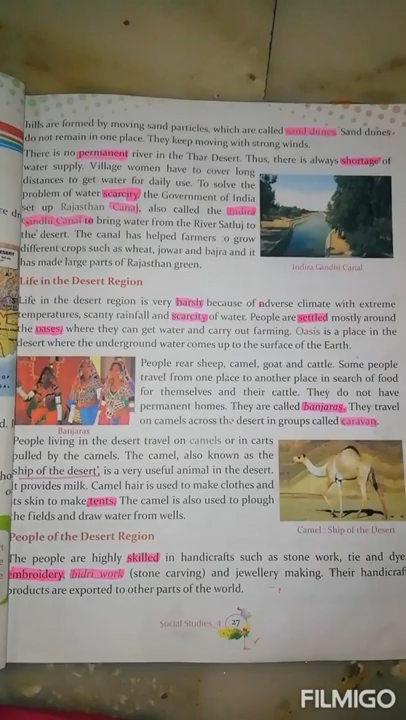 hills are formed by moving sand particles, which are called sand dunes. Sand dunes
do not remain in one place. They keep moving with strong winds.
There is no permanent river in the Thar Desert. Thus, there is always shortage of
water supply. Village women have to cover long
distances to get water for daily use. To solve the
problem of water scarcity, the Government of India
set up Rajasthan Canal, also called the Indira
Gandhi Canal to bring water from the River Satluj to
the desert. The canal has helped farmers o grow
different crops such as wheat, jowar and bajra and it
has made large parts of Rajasthan green.
Indira Gandhi Canal
Life in the Desert Region
Life in the desert region is very harsh because of adverse climate with extreme
temperatures, scanty rainfall and scarcity of water. People are settled mostly around
the oases, where they can get water and carry out farming. Oasis is a place in the
desert where the underground water comes up to the surface of the Earth.
People rear sheep, camel, goat and cattle. Some people
travel from one place to another place in search of food
for themselves and their cattle. They do not have
permanent homes. They are called banjaras. They travel
on camels across the desert in groups called caravan.
Banjaras
People living in the desert travel on camels or in carts
pulled by the camels. The camel, also known as the
ship of the desert', is a very useful animal in the desert.
It provides milk. Camel hair is used to make clothes and
its skin to make tents. The camel is also used to plough
the fields and draw water from wells.
Camel : Ship of the Desert
People of the Desert Region
The people are highly skilled in handicrafts such as stone work, tie and dye
embroidery, bidri work (stone carving) and jewellery making. Their handicraf
products are exported to other parts of the world.
Social Studies_4 27
FILMIGO